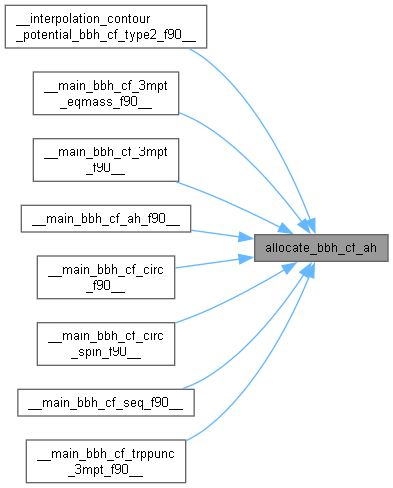 __interpolation_contour
_potential_bbh_cf_type2_f90__
__main_bbh_cf_3mpt
_eqmass_f90__
__main_bbh_cf_3mpt
_f90__
__main_bbh_cf_ah_f90__
allocate_bbh_cf_ah
__main_bbh_cf_circ
_f90__
__main_bbh_cf_circ
_spin_f90__
__main_bbh_cf_seq_f90__
__main_bbh_cf_trppunc
_3mpt_f90__